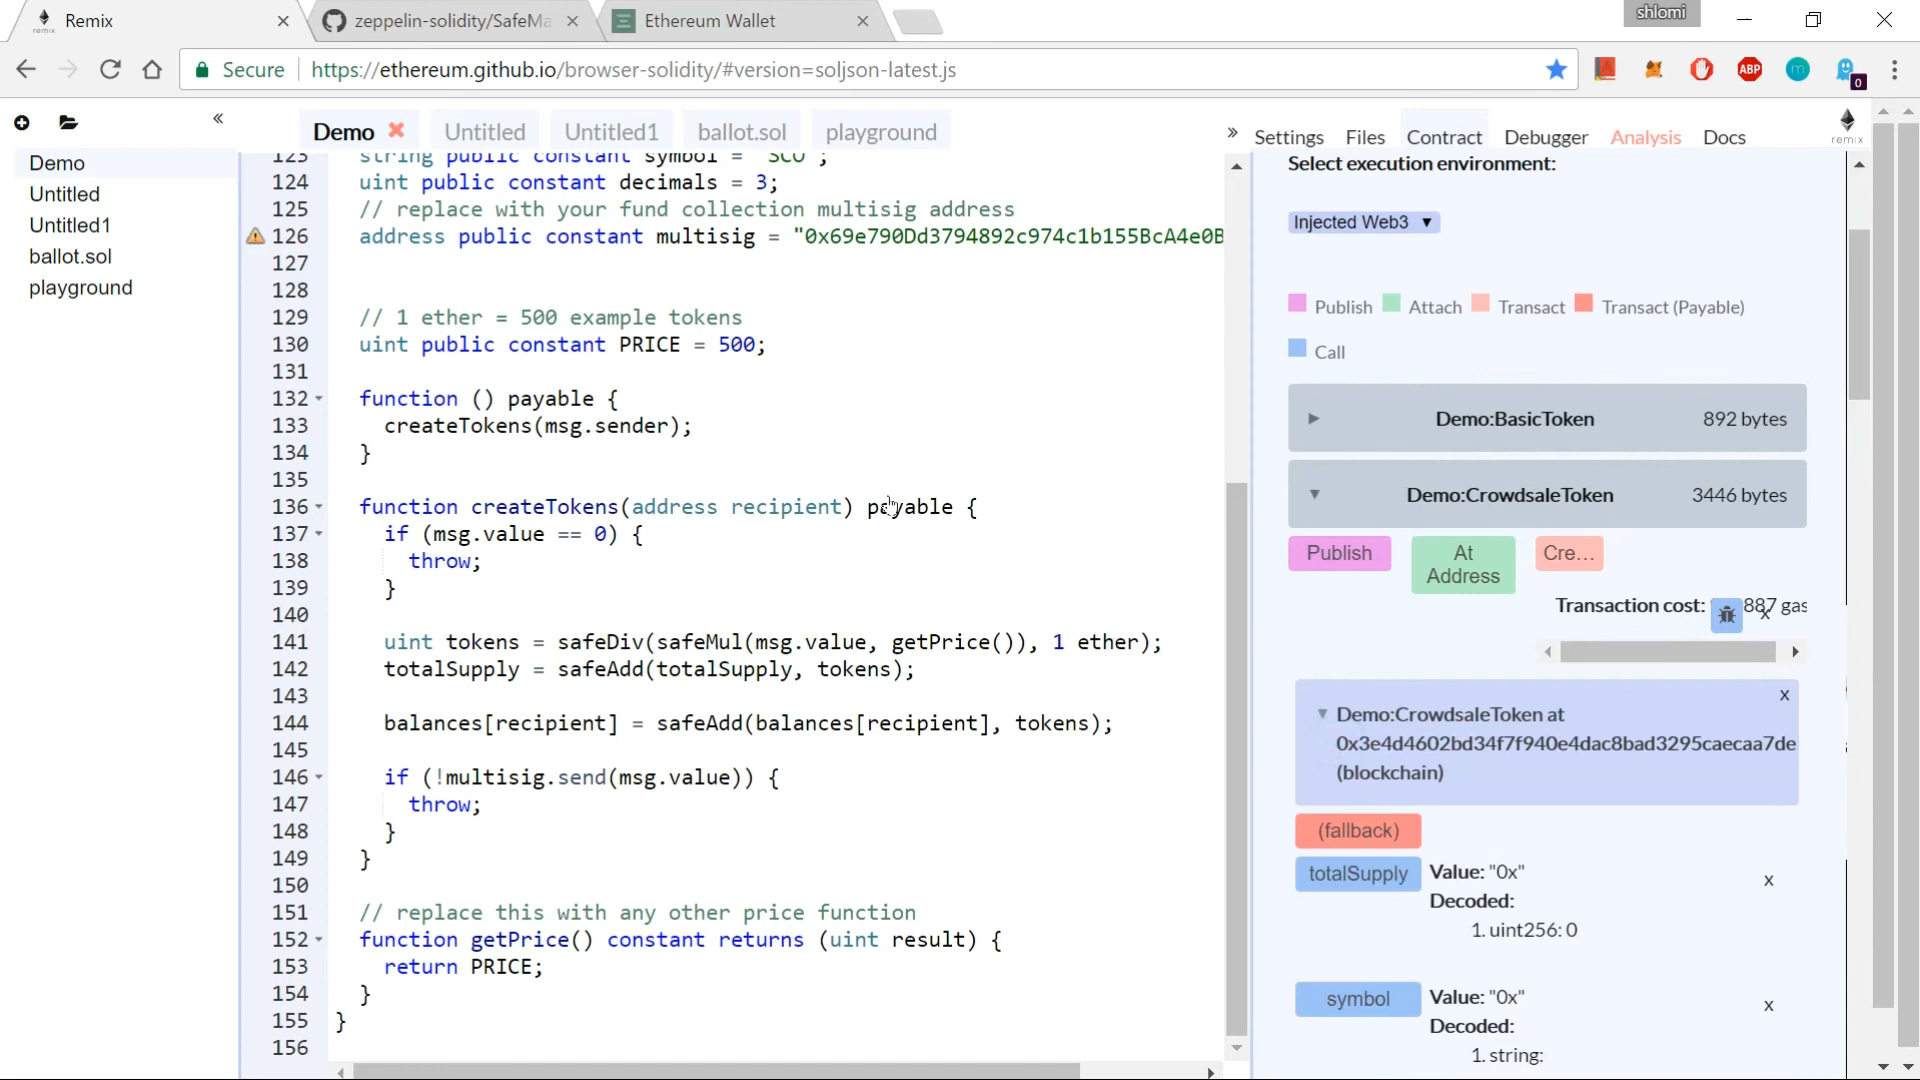 Remix
zeppelin-solidity/SafeMa
Ethereum Wallet
shlomi
Secure
https://ethereum.github.io/browser-solidity/#version=soljson-latest.js
ABP
m
0
«
Demo
Untitled
Untitled1
ballot.sol
playground
»
Settings
Files
Contract
Debugger
Analysis
Docs
remix
Demo
Untitled
Untitled1
ballot.sol
playground
123 string public constant symbol = "SCO";
124 uint public constant decimals = 3;
125 // replace with your fund collection multisig address
126 address public constant multisig = "0x69e790Dd3794892c974c1b155BcA4e0B
127
128
129 // 1 ether = 500 example tokens
130 uint public constant PRICE = 500;
131
132 function () payable {
133 createTokens(msg.sender);
134 }
135
136 function createTokens(address recipient) payable {
137 if (msg.value == 0) {
138 throw;
139 }
140
141 uint tokens = safeDiv(safeMul(msg.value, getPrice()), 1 ether);
142 totalSupply = safeAdd(totalSupply, tokens);
143
144 balances[recipient] = safeAdd(balances[recipient], tokens);
145
146 if (!multisig.send(msg.value)) {
147 throw;
148 }
149 }
150
151 // replace this with any other price function
152 function getPrice() constant returns (uint result) {
153 return PRICE;
154 }
155 }
156
Select execution environment:
Injected Web3 ▼
Publish Attach Transact Transact (Payable)
Call
Demo:BasicToken 892 bytes
Demo:CrowdsaleToken 3446 bytes
Publish
At
Address
Cre...
Transaction cost: 887 gas
x
x
Demo:CrowdsaleToken at
0x3e4d4602bd34f7f940e4dac8bad3295caecaa7de
(blockchain)
(fallback)
totalSupply Value: "0x" x
Decoded:
1. uint256: 0
symbol Value: "0x" x
Decoded:
1. string: